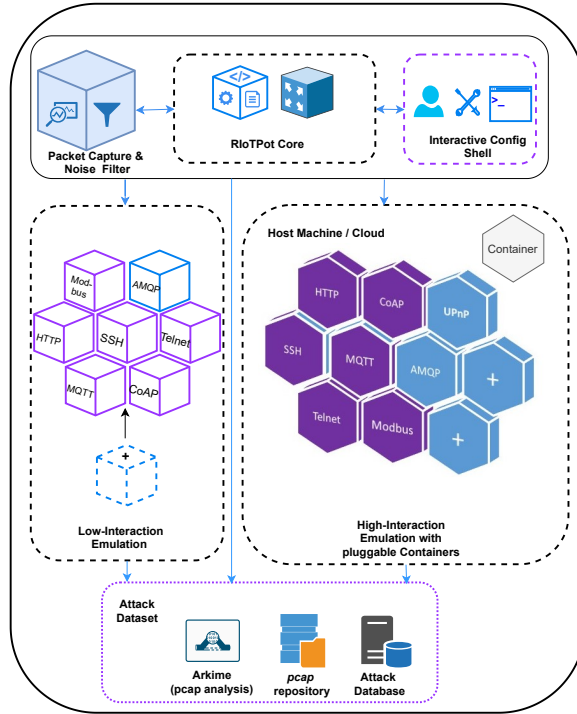 >_
Packet Capture &
Noise Filter
RIoTPot Core
Interactive Config
Shell
Mod-
bus
AMQP
HTTP
SSH
Telnet
MQTT
CoAP
+
Low-Interaction
Emulation
Host Machine / Cloud
Container
HTTP
CoAP
UPnP
SSH
MQTT
AMQP
+
Telnet
Modbus
+
High-Interaction
Emulation with
pluggable Containers
Attack
Dataset
Arkime
(pcap analysis)
pcap
repository
Attack
Database